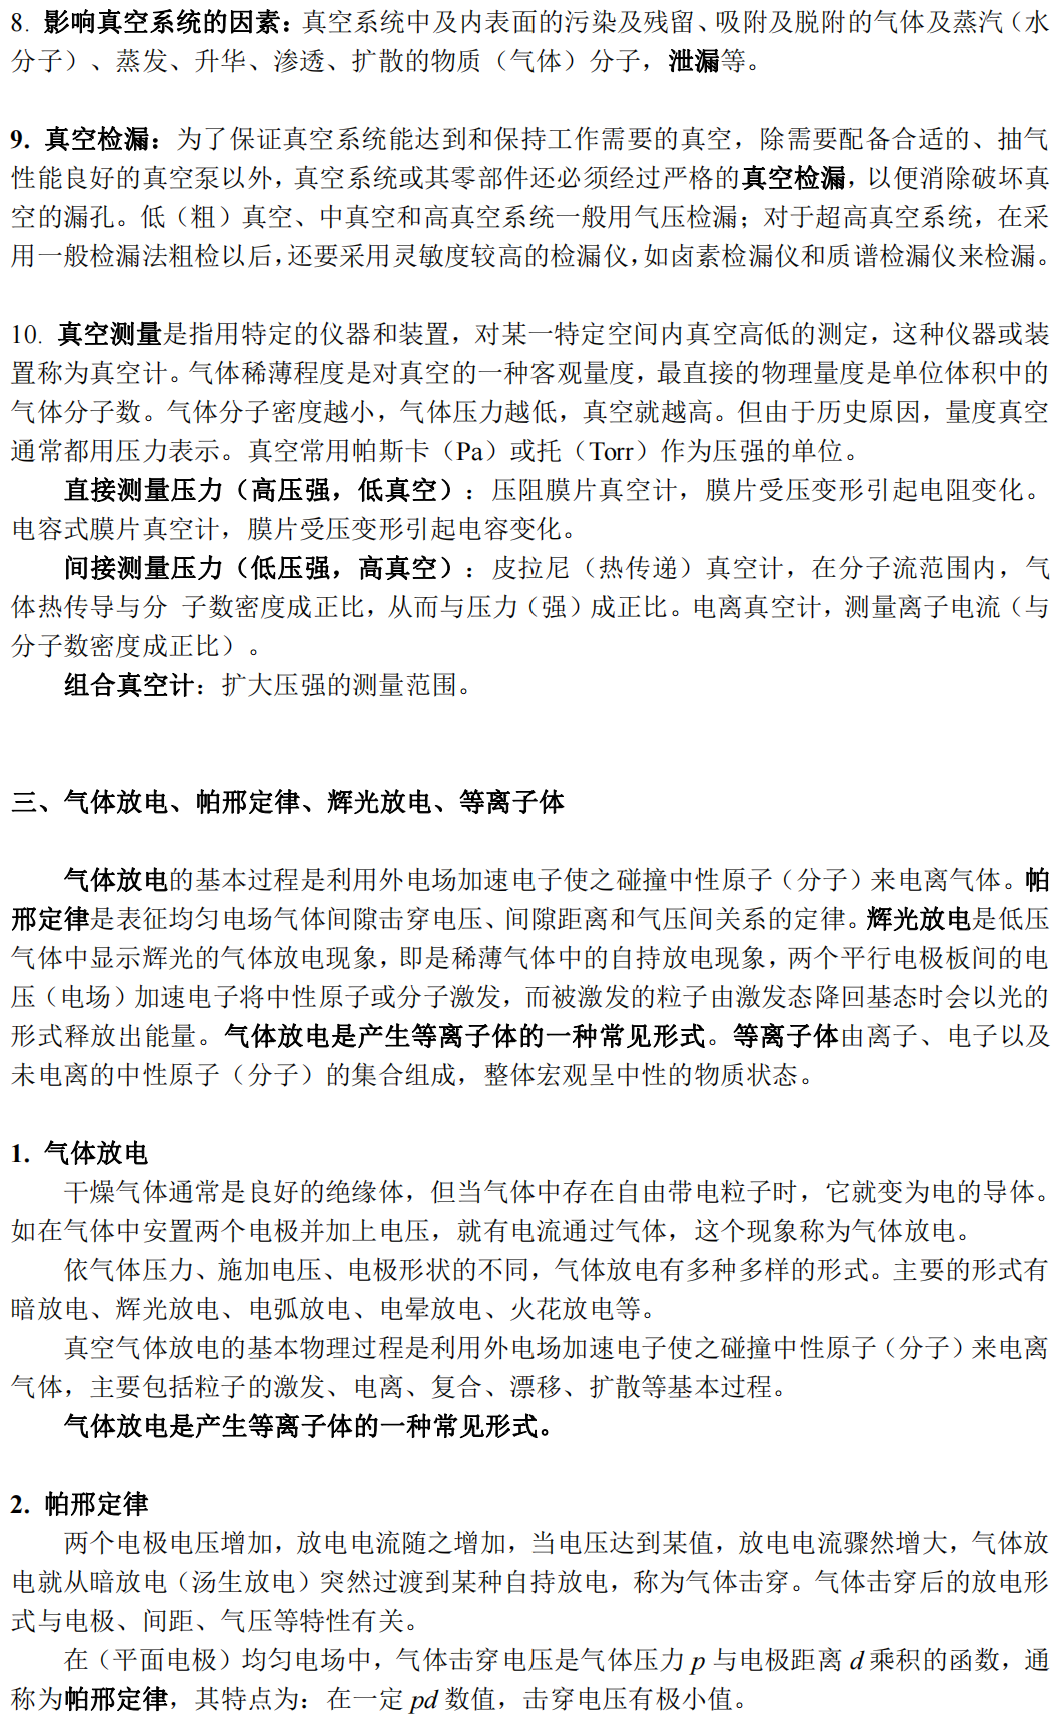 8. 影响真空系统的因素：真空系统中及内表面的污染及残留、吸附及脱附的气体及蒸汽（水
分子）、蒸发、升华、渗透、扩散的物质（气体）分子，泄漏等。
9. 真空检漏：为了保证真空系统能达到和保持工作需要的真空，除需要配备合适的、抽气
性能良好的真空泵以外，真空系统或其零部件还必须经过严格的真空检漏，以便消除破坏真
空的漏孔。低（粗）真空、中真空和高真空系统一般用气压检漏；对于超高真空系统，在采
用一般检漏法粗检以后，还要采用灵敏度较高的检漏仪，如卤素检漏仪和质谱检漏仪来检漏。
10. 真空测量是指用特定的仪器和装置，对某一特定空间内真空高低的测定，这种仪器或装
置称为真空计。气体稀薄程度是对真空的一种客观量度，最直接的物理量度是单位体积中的
气体分子数。气体分子密度越小，气体压力越低，真空就越高。但由于历史原因，量度真空
通常都用压力表示。真空常用帕斯卡（Pa）或托（Torr）作为压强的单位。
直接测量压力（高压强，低真空）：压阻膜片真空计，膜片受压变形引起电阻变化。
电容式膜片真空计，膜片受压变形引起电容变化。
间接测量压力（低压强，高真空）：皮拉尼（热传递）真空计，在分子流范围内，气
体热传导与分 子数密度成正比，从而与压力（强）成正比。电离真空计，测量离子电流（与
分子数密度成正比）。
组合真空计：扩大压强的测量范围。
三、气体放电、帕邢定律、辉光放电、等离子体
气体放电的基本过程是利用外电场加速电子使之碰撞中性原子（分子）来电离气体。帕
邢定律是表征均匀电场气体间隙击穿电压、间隙距离和气压间关系的定律。辉光放电是低压
气体中显示辉光的气体放电现象，即是稀薄气体中的自持放电现象，两个平行电极板间的电
压（电场）加速电子将中性原子或分子激发，而被激发的粒子由激发态降回基态时会以光的
形式释放出能量。气体放电是产生等离子体的一种常见形式。等离子体由离子、电子以及
未电离的中性原子（分子）的集合组成，整体宏观呈中性的物质状态。
1. 气体放电
干燥气体通常是良好的绝缘体，但当气体中存在自由带电粒子时，它就变为电的导体。
如在气体中安置两个电极并加上电压，就有电流通过气体，这个现象称为气体放电。
依气体压力、施加电压、电极形状的不同，气体放电有多种多样的形式。主要的形式有
暗放电、辉光放电、电弧放电、电晕放电、火花放电等。
真空气体放电的基本物理过程是利用外电场加速电子使之碰撞中性原子（分子）来电离
气体，主要包括粒子的激发、电离、复合、漂移、扩散等基本过程。
气体放电是产生等离子体的一种常见形式。
2. 帕邢定律
两个电极电压增加，放电电流随之增加，当电压达到某值，放电电流骤然增大，气体放
电就从暗放电（汤生放电）突然过渡到某种自持放电，称为气体击穿。气体击穿后的放电形
式与电极、间距、气压等特性有关。
在（平面电极）均匀电场中，气体击穿电压是气体压力 p 与电极距离 d 乘积的函数，通
称为帕邢定律，其特点为：在一定 pd 数值，击穿电压有极小值。